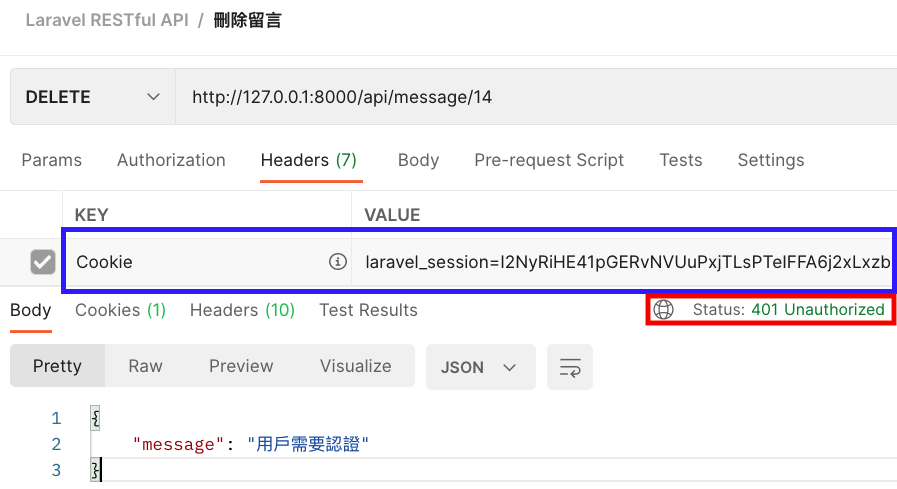 Laravel RESTful API / 刪除留言
DELETE http://127.0.0.1:8000/api/message/14
Params Authorization Headers (7) Body Pre-request Script Tests Settings
KEY VALUE
Cookie laravel_session=I2NyRiHE41pGERvNVUuPxjTLsPTeIFFA6j2xLxzb
Body Cookies (1) Headers (10) Test Results Status: 401 Unauthorized
Pretty Raw Preview Visualize JSON
1 {
2 "message": "用戶需要認證"
3 }